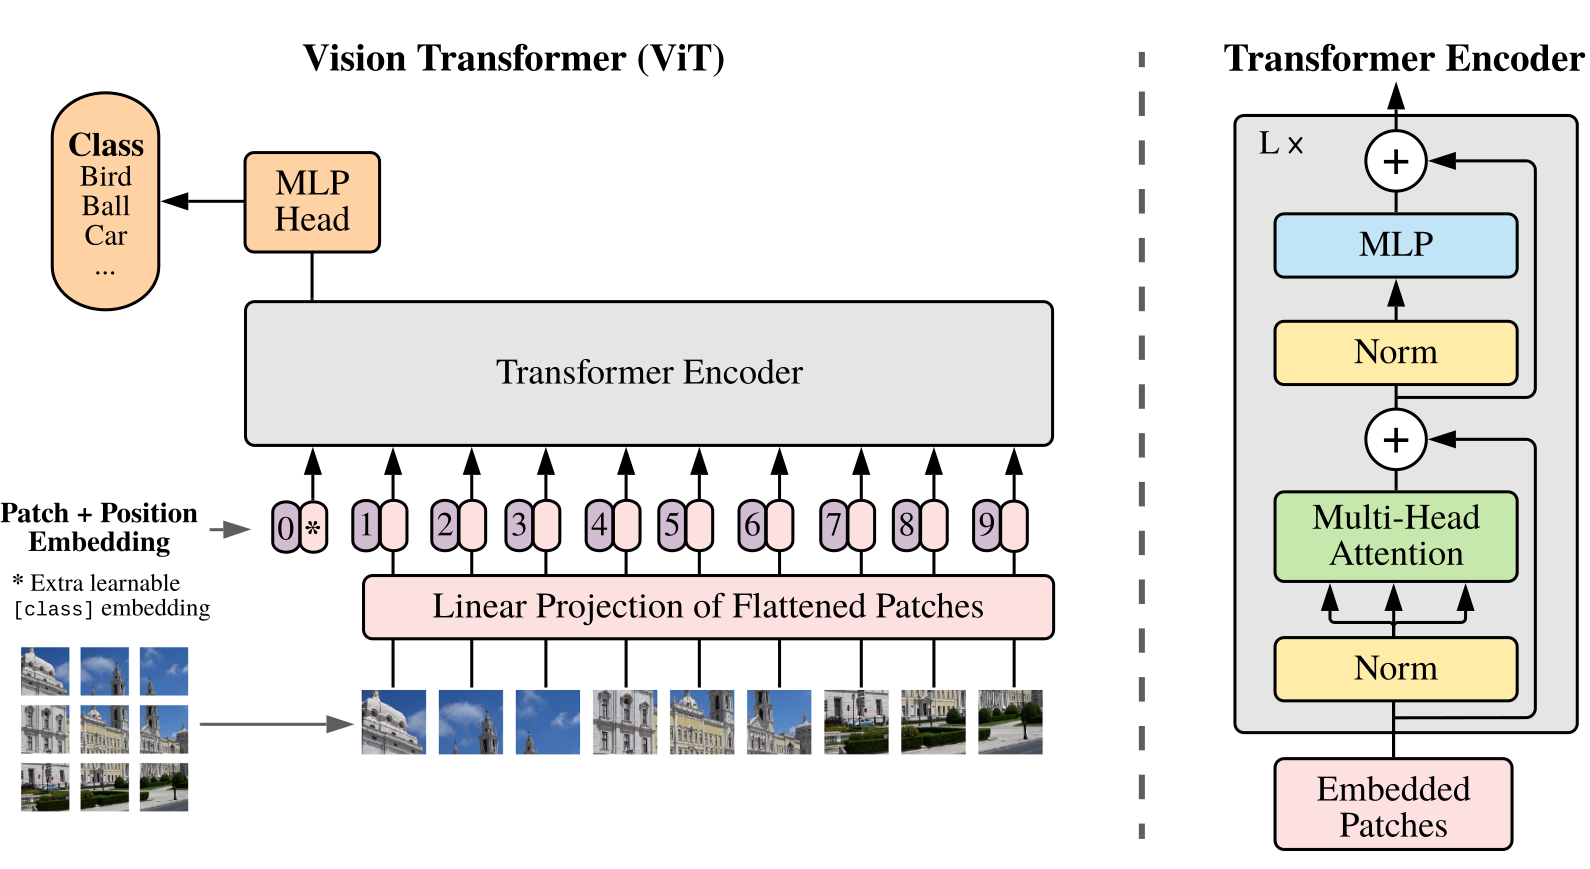 Vision Transformer (ViT)
Class
Bird
Ball
Car
...
MLP
Head
Transformer Encoder
Patch + Position
Embedding
0 * 1 2 3 4 5 6 7 8 9
* Extra learnable
[class] embedding
Linear Projection of Flattened Patches
Transformer Encoder
L ×
+
MLP
Norm
+
Multi-Head
Attention
Norm
Embedded
Patches